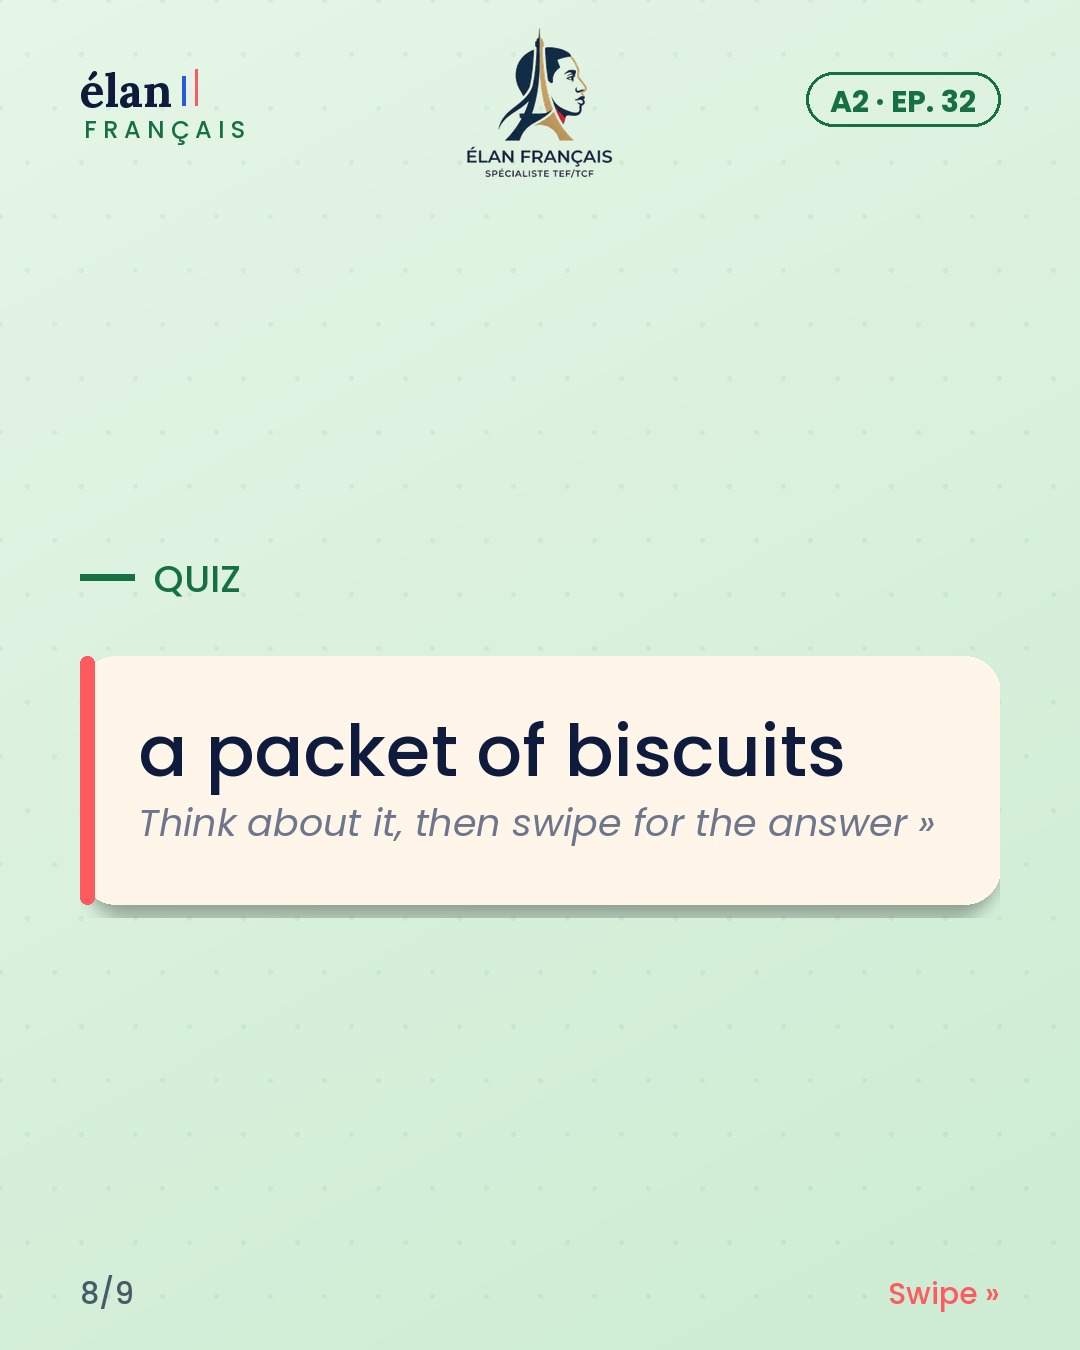 élan
FRANÇAIS
ÉLAN FRANÇAIS
SPÉCIALISTE TEF/TCF
A2 · EP. 32
QUIZ
a packet of biscuits
Think about it, then swipe for the answer »
8/9
Swipe »